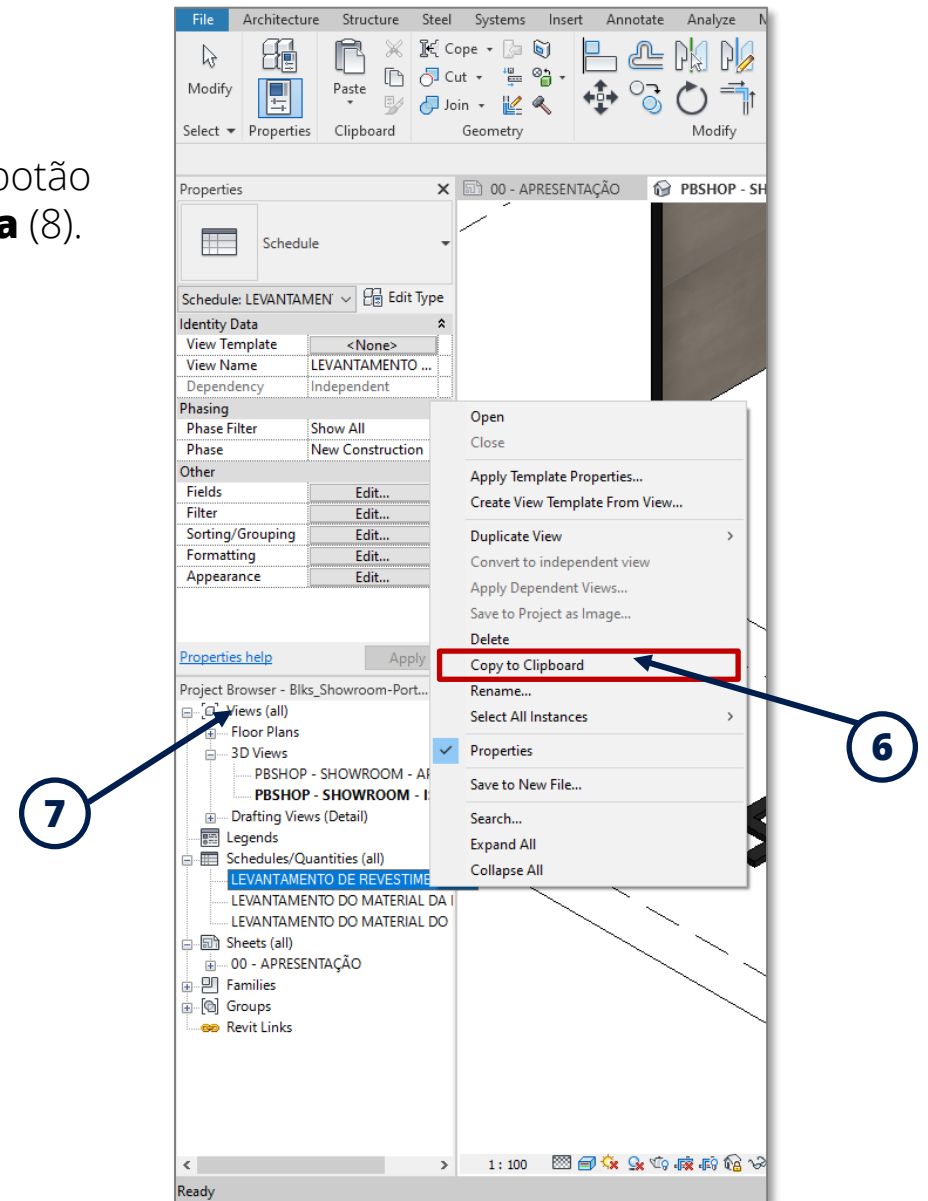 File Architecture Structure Steel Systems Insert Annotate Analyze
Modify
Paste
Cope
Cut
Join
Select Properties Clipboard Geometry Modify
botão
a (8).
Properties
Schedule
Schedule: LEVANTAMEN Edit Type
Identity Data
View Template <None>
View Name LEVANTAMENTO ...
Dependency Independent
Phasing
Phase Filter Show All
Phase New Construction
Other
Fields Edit...
Filter Edit...
Sorting/Grouping Edit...
Formatting Edit...
Appearance Edit...
Properties help Apply
00 - APRESENTAÇÃO PBSHOP - SH
Open
Close
Apply Template Properties...
Create View Template From View...
Duplicate View
Convert to independent view
Apply Dependent Views...
Save to Project as Image...
Delete
Copy to Clipboard
Rename...
Select All Instances
Properties
Save to New File...
Search...
Expand All
Collapse All
6
7
Project Browser - Blks_Showroom-Port...
Views (all)
Floor Plans
3D Views
PBSHOP - SHOWROOM -
PBSHOP - SHOWROOM -
Drafting Views (Detail)
Legends
Schedules/Quantities (all)
LEVANTAMENTO DE REVESTIME
LEVANTAMENTO DO MATERIAL DA
LEVANTAMENTO DO MATERIAL DO
Sheets (all)
00 - APRESENTAÇÃO
Families
Groups
Revit Links
1 : 100
Ready